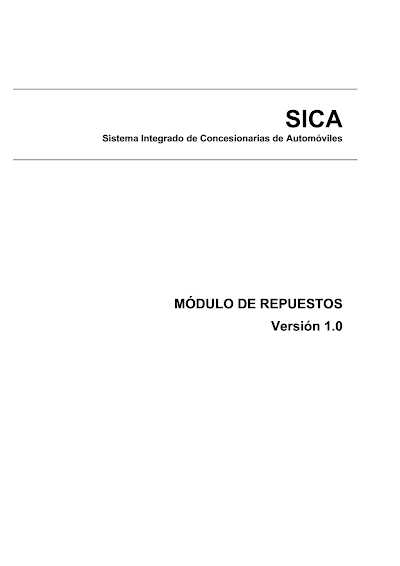 SICA
Sistema Integrado de Concesionarias de Automóviles
MÓDULO DE REPUESTOS
Versión 1.0